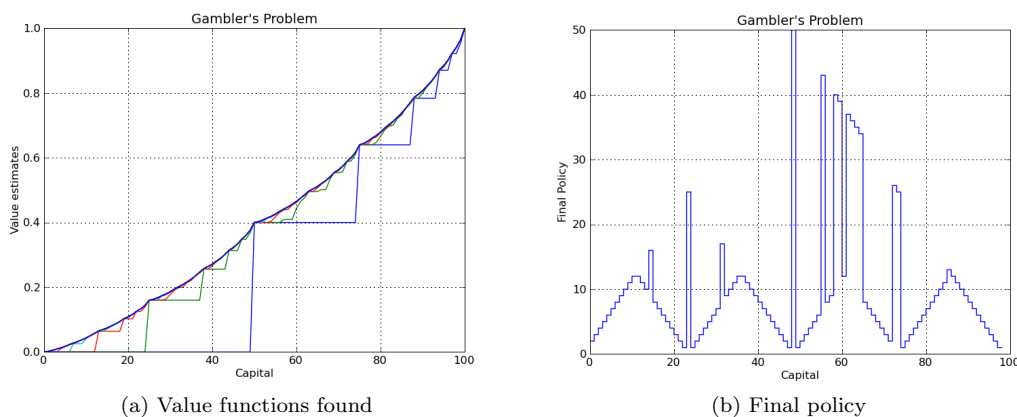 Gambler's Problem
1.0
0.8
0.6
0.4
0.2
0.0
Value estimates
0 20 40 60 80 100
Capital
(a) Value functions found
Gambler's Problem
50
40
30
20
10
0
Final Policy
0 20 40 60 80 100
Capital
(b) Final policy